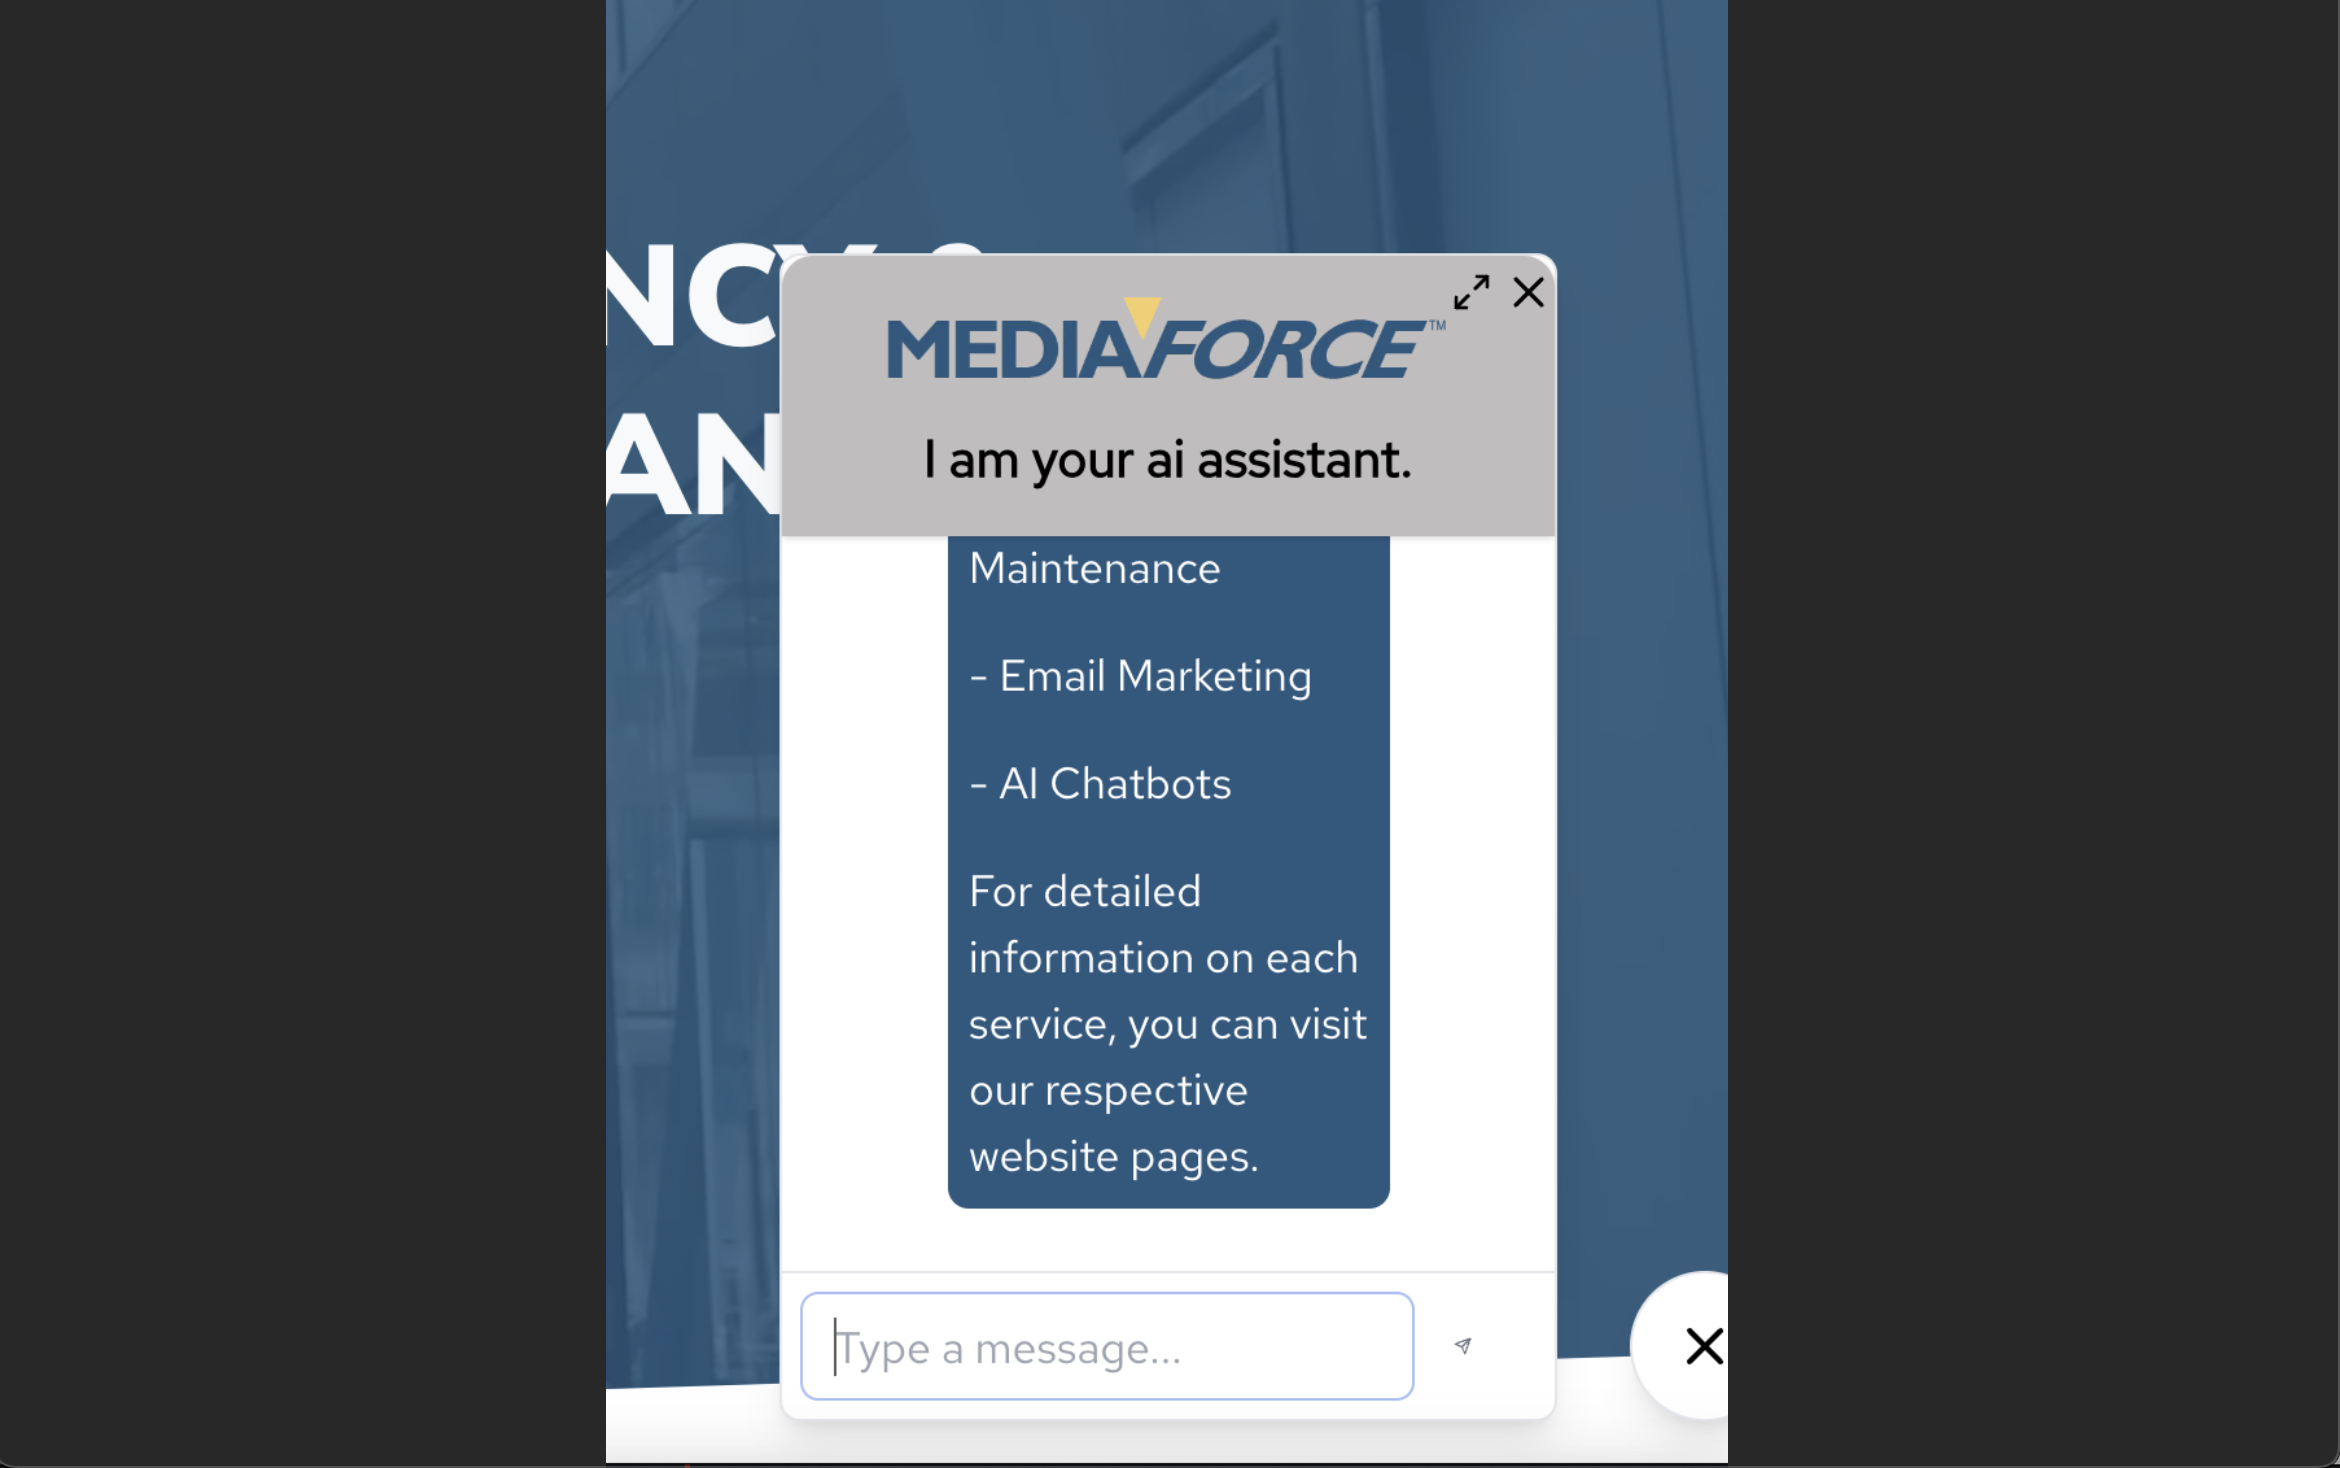 NCY &
AN
MEDIAFORCE™
I am your ai assistant.
Maintenance
- Email Marketing
- AI Chatbots
For detailed
information on each
service, you can visit
our respective
website pages.
Type a message...